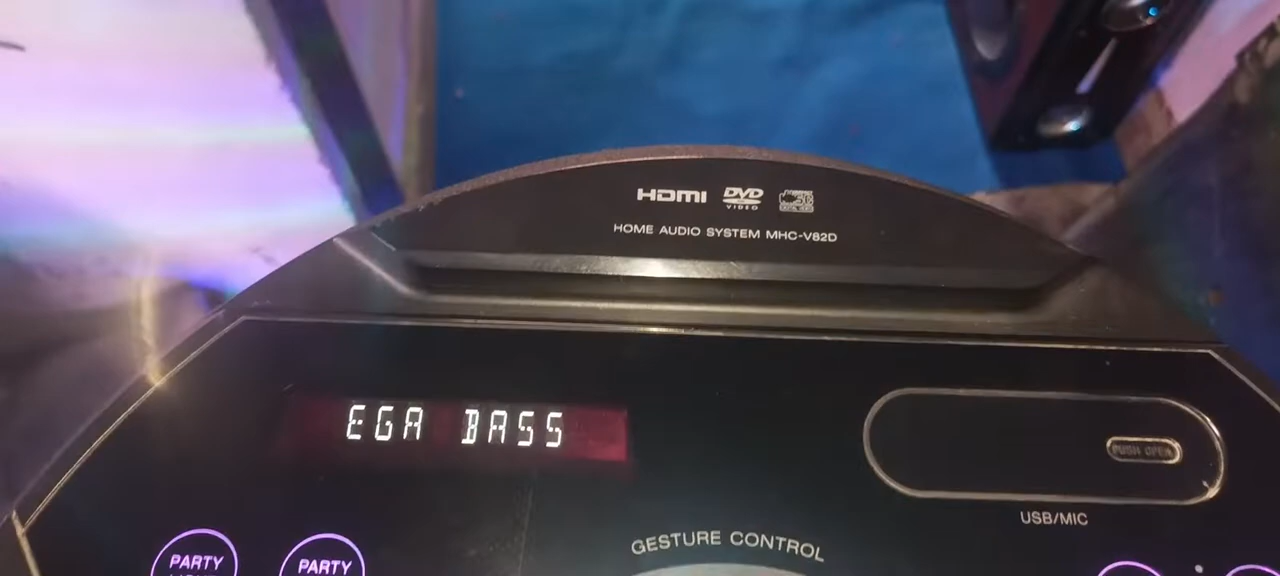 HDMI DVD VIDEO
HOME AUDIO SYSTEM MHC-V82D
EGA BASS
PUSH OPEN
USB/MIC
GESTURE CONTROL
PARTY
PARTY